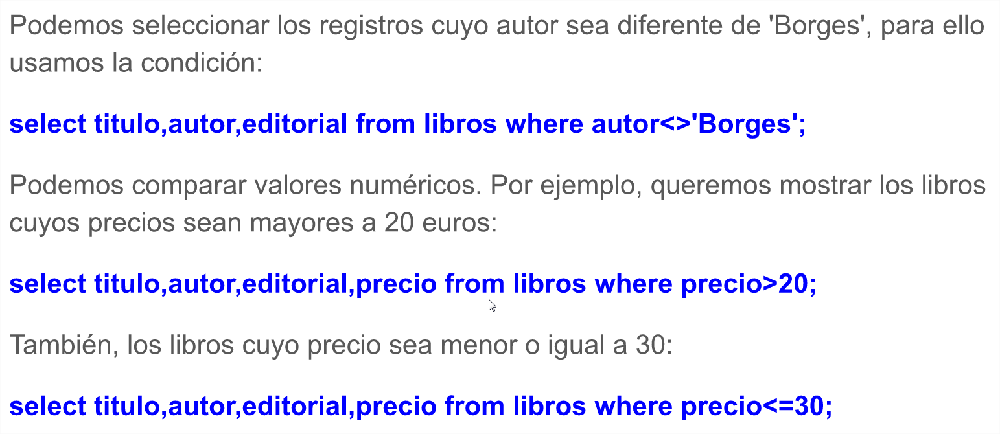 Podemos seleccionar los registros cuyo autor sea diferente de 'Borges', para ello
usamos la condición:
select titulo,autor,editorial from libros where autor<>'Borges';
Podemos comparar valores numéricos. Por ejemplo, queremos mostrar los libros
cuyos precios sean mayores a 20 euros:
select titulo,autor,editorial,precio from libros where precio>20;
También, los libros cuyo precio sea menor o igual a 30:
select titulo,autor,editorial,precio from libros where precio<=30;